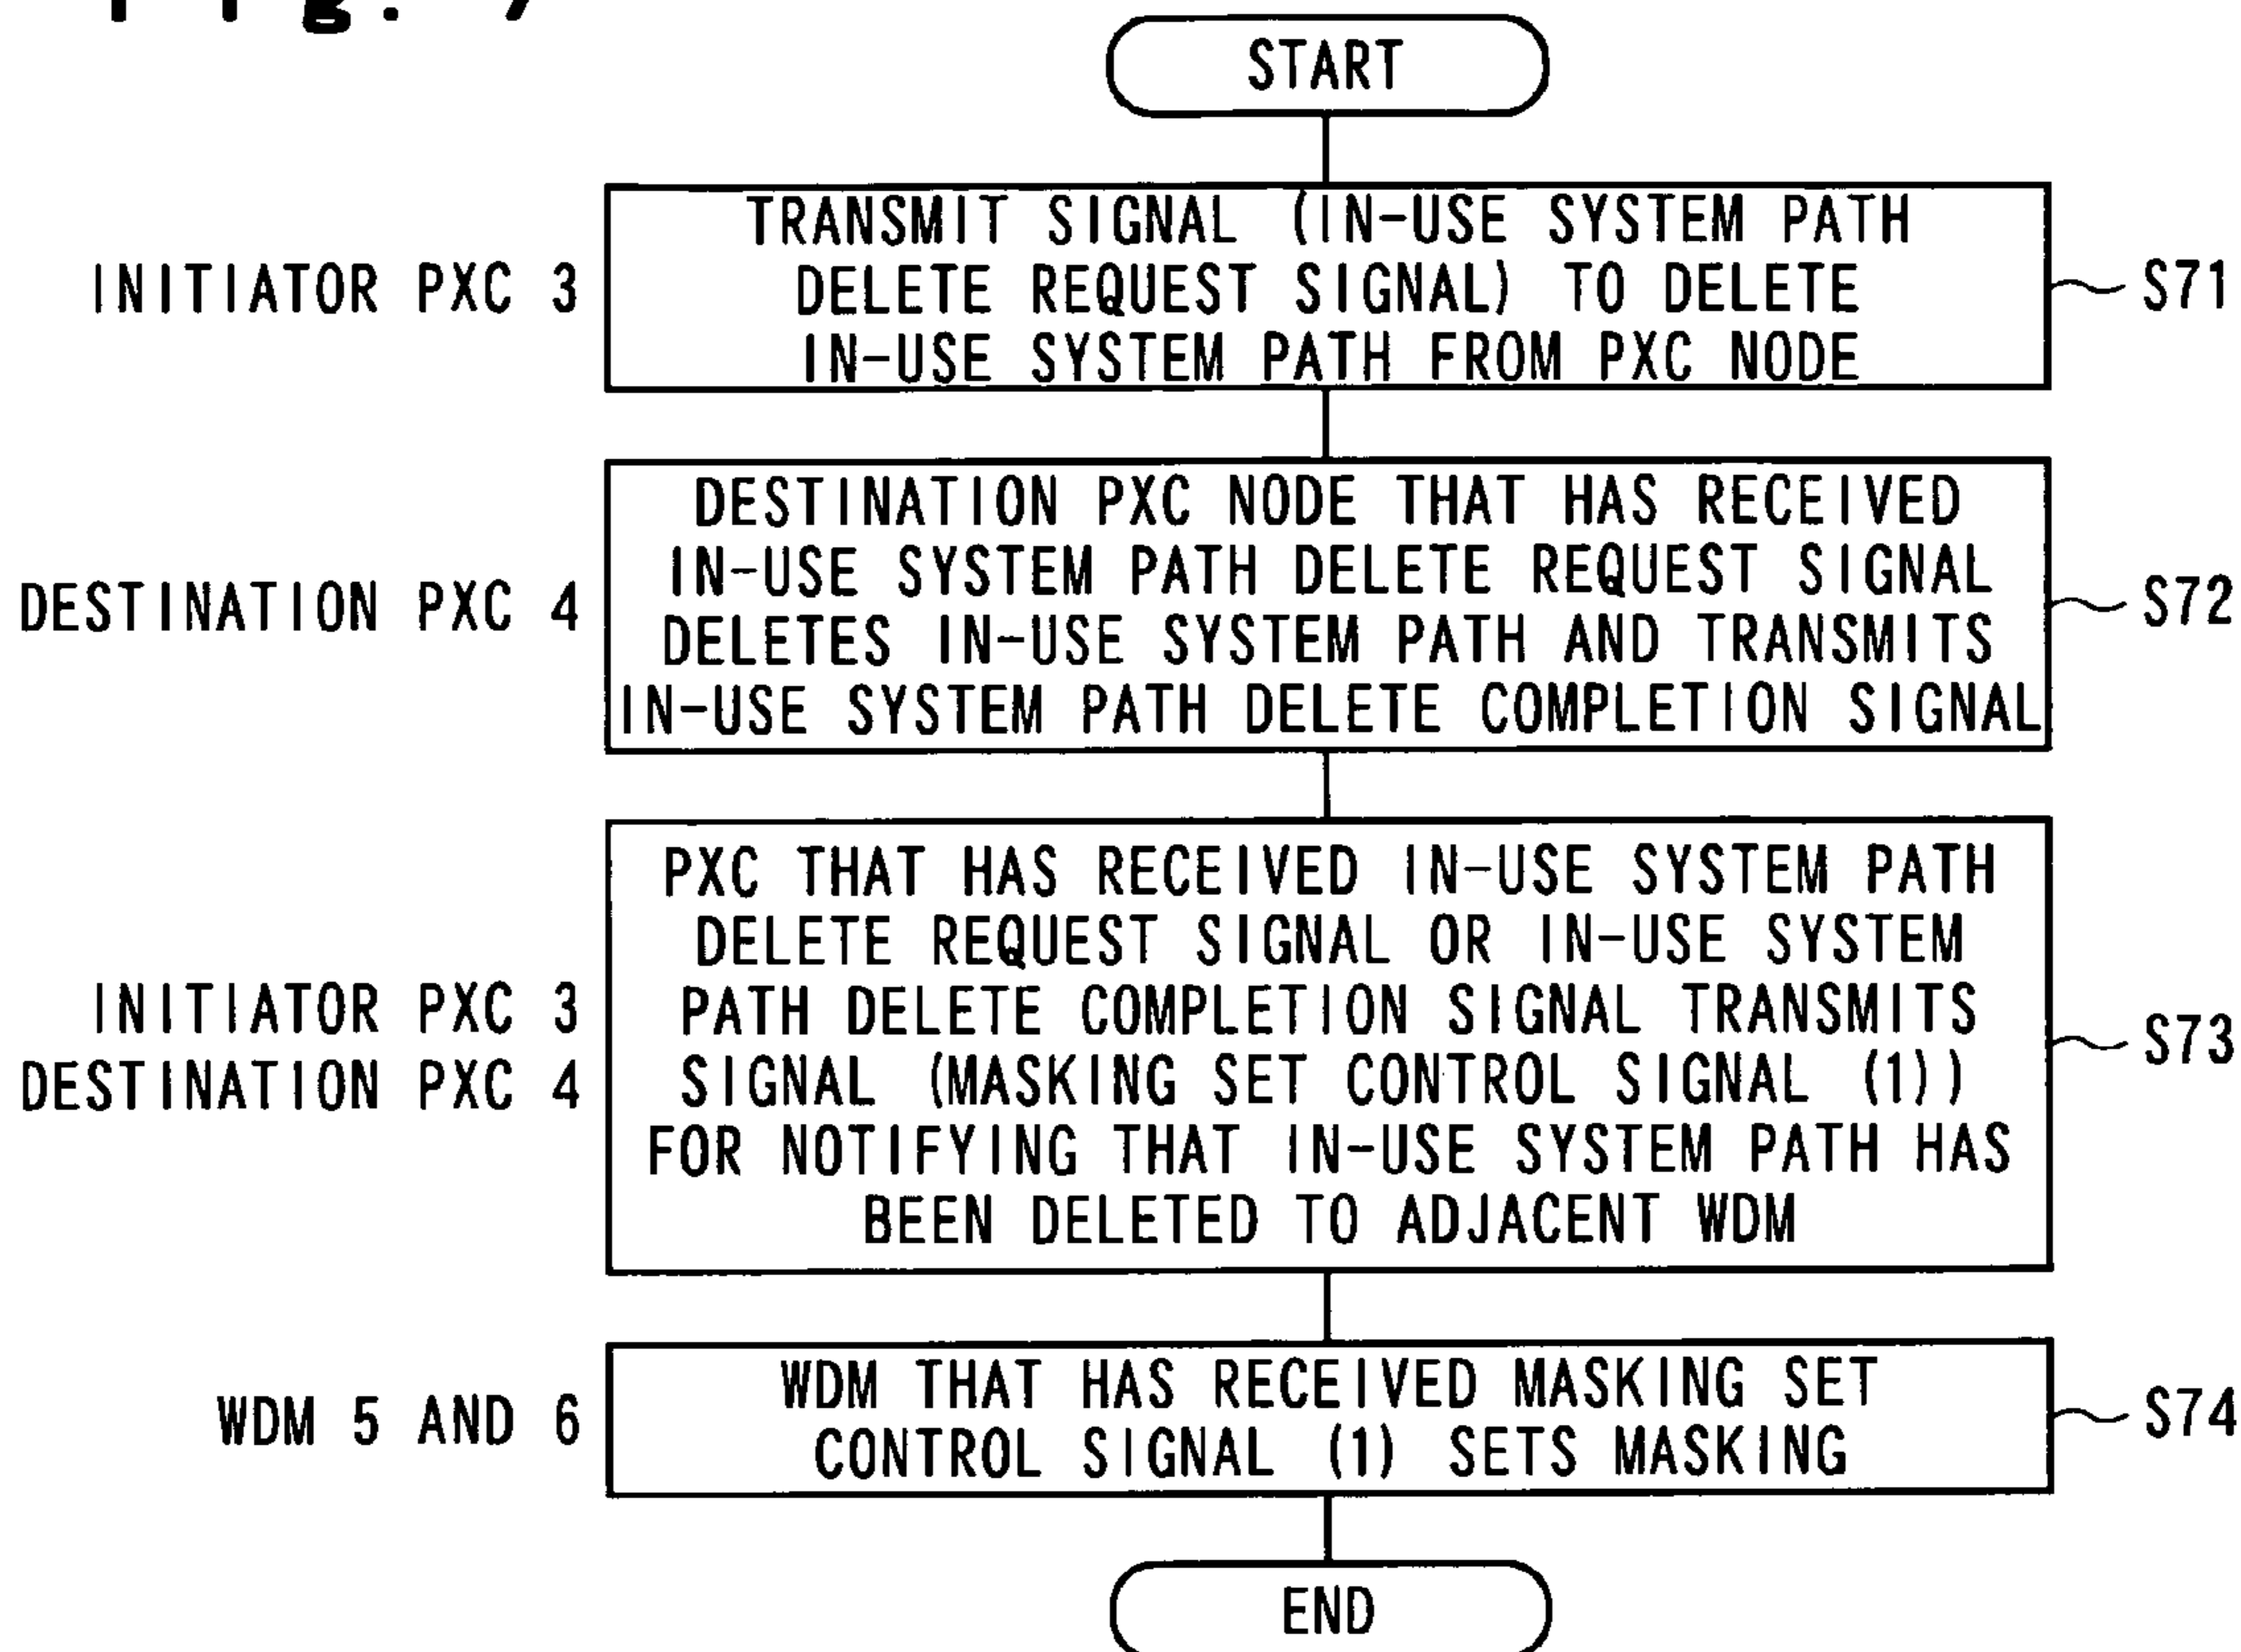 Fig. 7
START
TRANSMIT SIGNAL (IN-USE SYSTEM PATH
DELETE REQUEST SIGNAL) TO DELETE
IN-USE SYSTEM PATH FROM PXC NODE
INITIATOR PXC 3
S71
DESTINATION PXC NODE THAT HAS RECEIVED
IN-USE SYSTEM PATH DELETE REQUEST SIGNAL
DELETES IN-USE SYSTEM PATH AND TRANSMITS
IN-USE SYSTEM PATH DELETE COMPLETION SIGNAL
DESTINATION PXC 4
S72
PXC THAT HAS RECEIVED IN-USE SYSTEM PATH
DELETE REQUEST SIGNAL OR IN-USE SYSTEM
PATH DELETE COMPLETION SIGNAL TRANSMITS
SIGNAL (MASKING SET CONTROL SIGNAL (1))
FOR NOTIFYING THAT IN-USE SYSTEM PATH HAS
BEEN DELETED TO ADJACENT WDM
INITIATOR PXC 3
DESTINATION PXC 4
S73
WDM THAT HAS RECEIVED MASKING SET
CONTROL SIGNAL (1) SETS MASKING
WDM 5 AND 6
S74
END